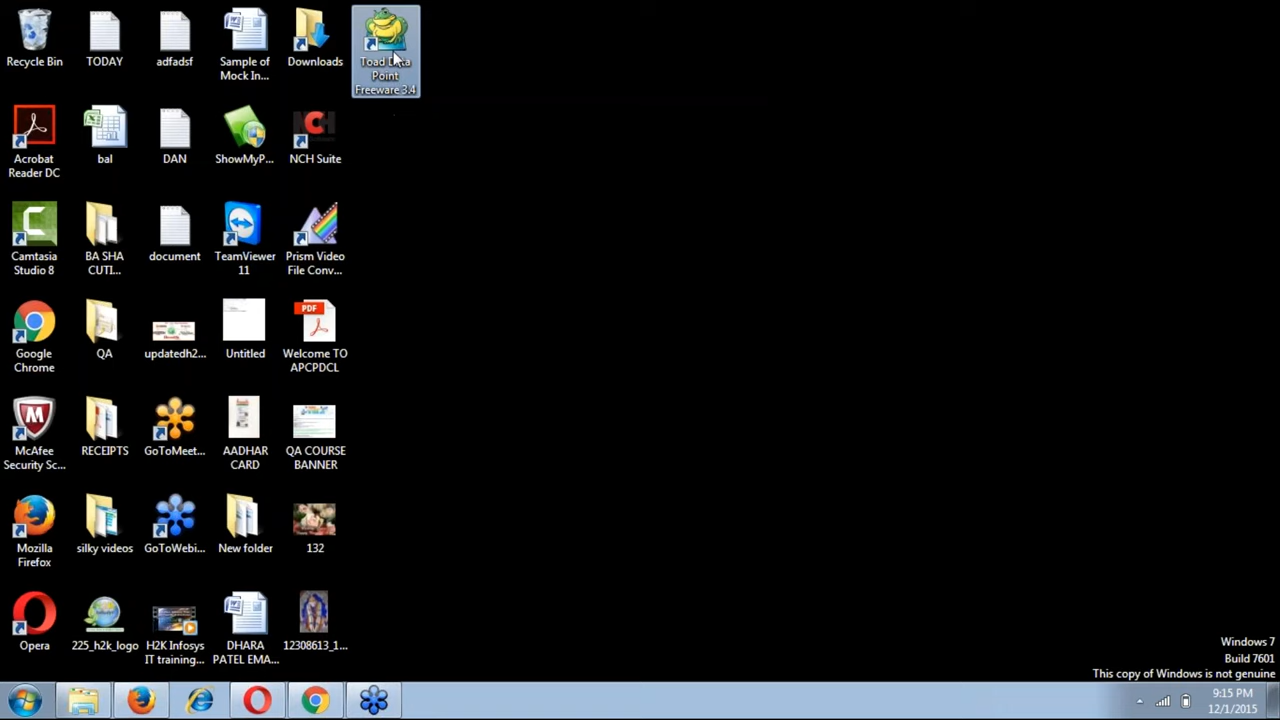 Recycle Bin
TODAY
adfadsf
Sample of
Mock In...
Downloads
Toad Data
Point
Freeware 3.4
Acrobat
Reader DC
bal
DAN
ShowMyP...
NCH Suite
Camtasia
Studio 8
BA SHA
CUTI...
document
TeamViewer
11
Prism Video
File Conv...
Google
Chrome
QA
updatedh2...
Untitled
PDF
Welcome TO
APCPDCL
McAfee
Security Sc...
RECEIPTS
GoToMeet...
AADHAR
CARD
QA COURSE
BANNER
Mozilla
Firefox
silky videos
GoToWebi...
New folder
132
Opera
225_h2k_logo
H2K Infosys
IT training...
DHARA
PATEL EMA...
12308613_1...
Windows 7
Build 7601
This copy of Windows is not genuine
9:15 PM
12/1/2015